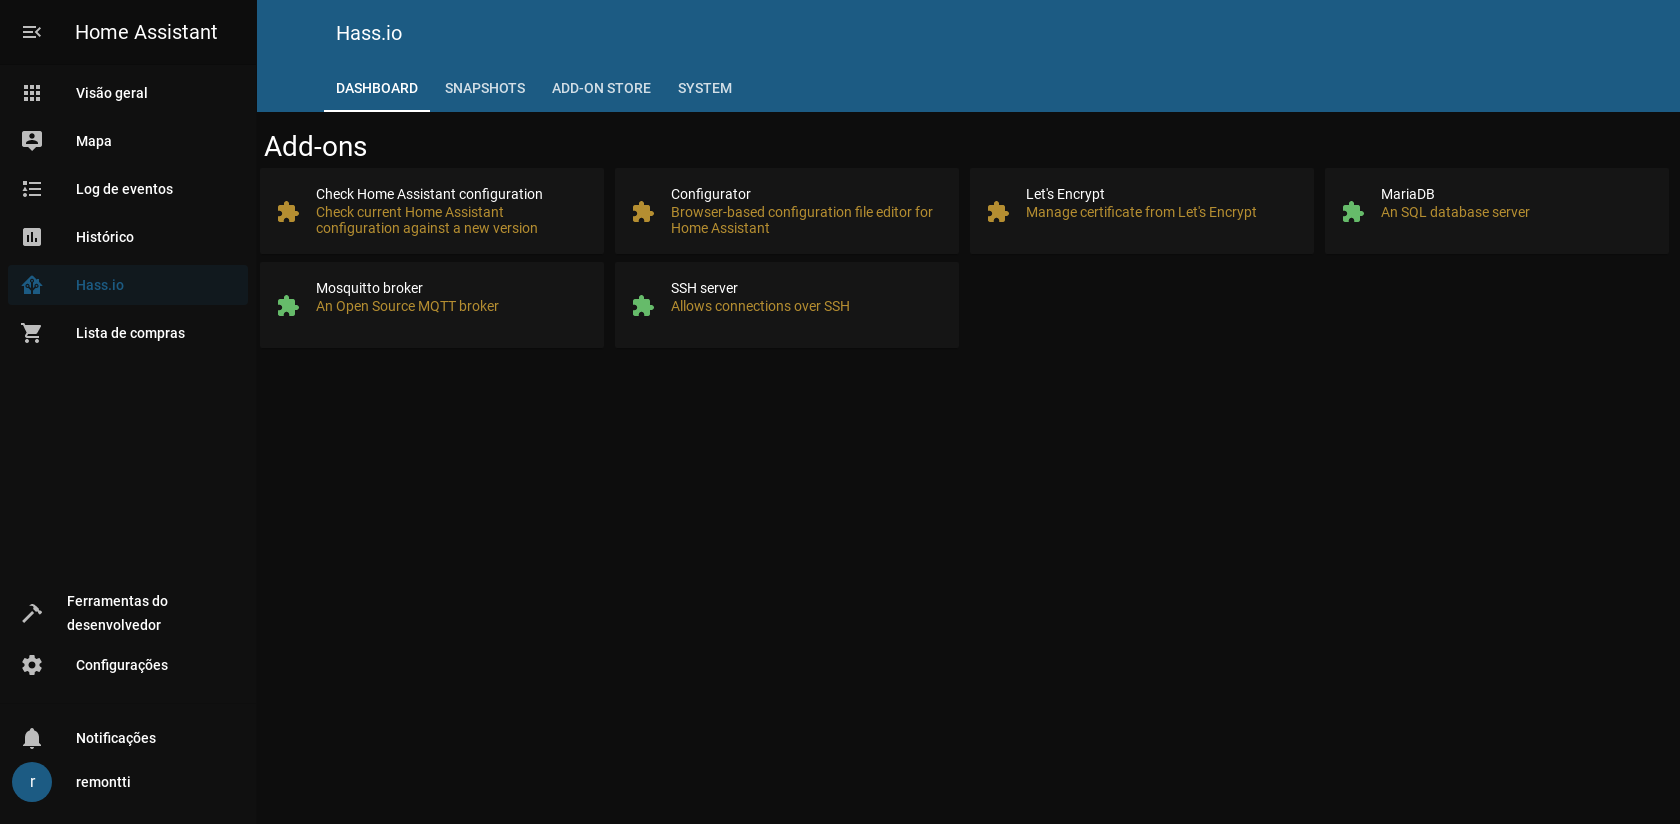 Home Assistant
Visão geral
Mapa
Log de eventos
Histórico
Hass.io
Lista de compras
Ferramentas do
desenvolvedor
Configurações
Notificações
r
remontti
Hass.io
DASHBOARD
SNAPSHOTS
ADD-ON STORE
SYSTEM
Add-ons
Check Home Assistant configuration
Check current Home Assistant
configuration against a new version
Configurator
Browser-based configuration file editor for
Home Assistant
Let's Encrypt
Manage certificate from Let's Encrypt
MariaDB
An SQL database server
Mosquitto broker
An Open Source MQTT broker
SSH server
Allows connections over SSH